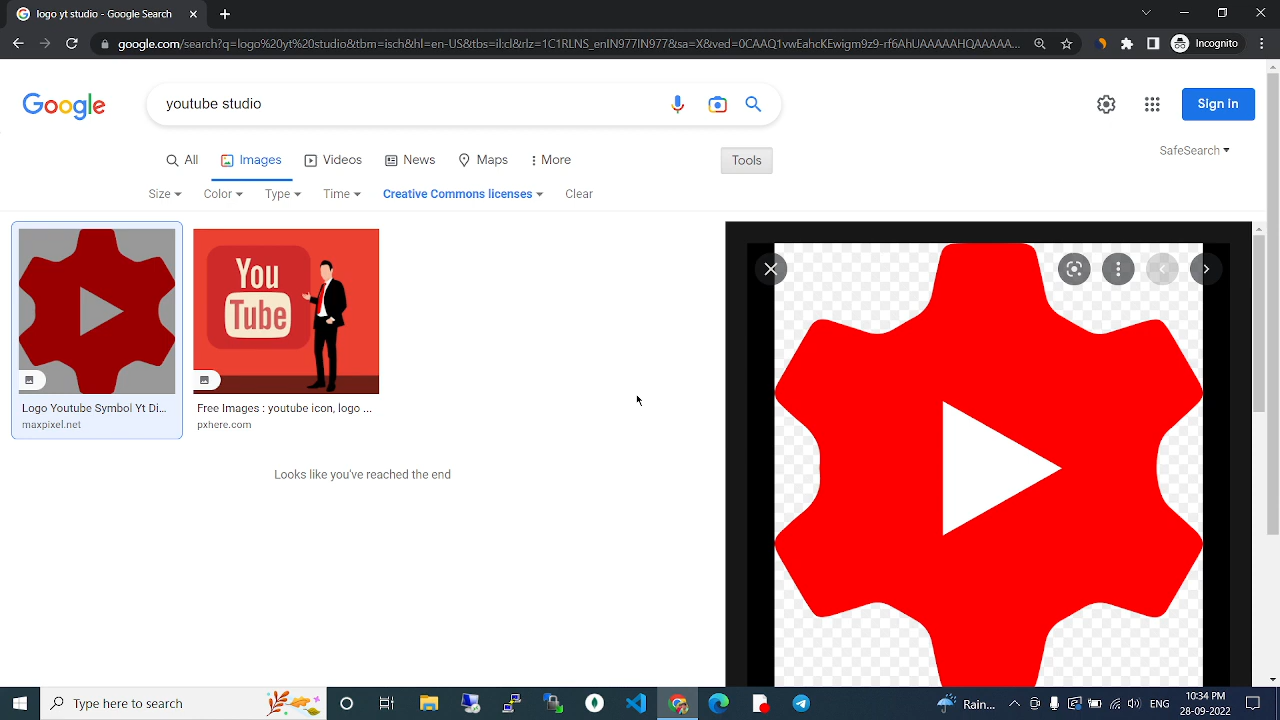 logo yt studio - Google Search
google.com/search?q=logo%20yt%20studio&tbm=isch&hl=en-US&tbs=il:cl&rlz=1C1RLNS_enIN977IN977&sa=X&ved=0CAAQ1vwEahcKEwigm9z9-rf6AhUAAAAAHQAAAAA...
Incognito
Google
youtube studio
Sign in
All Images Videos News Maps More
Tools
SafeSearch
Size Color Type Time Creative Commons licenses Clear
You
Tube
Logo Youtube Symbol Yt Di...
maxpixel.net
Free Images : youtube icon, logo ...
pxhere.com
Looks like you've reached the end
Type here to search
Rain...
ENG
10:34 PM
28-09-2022